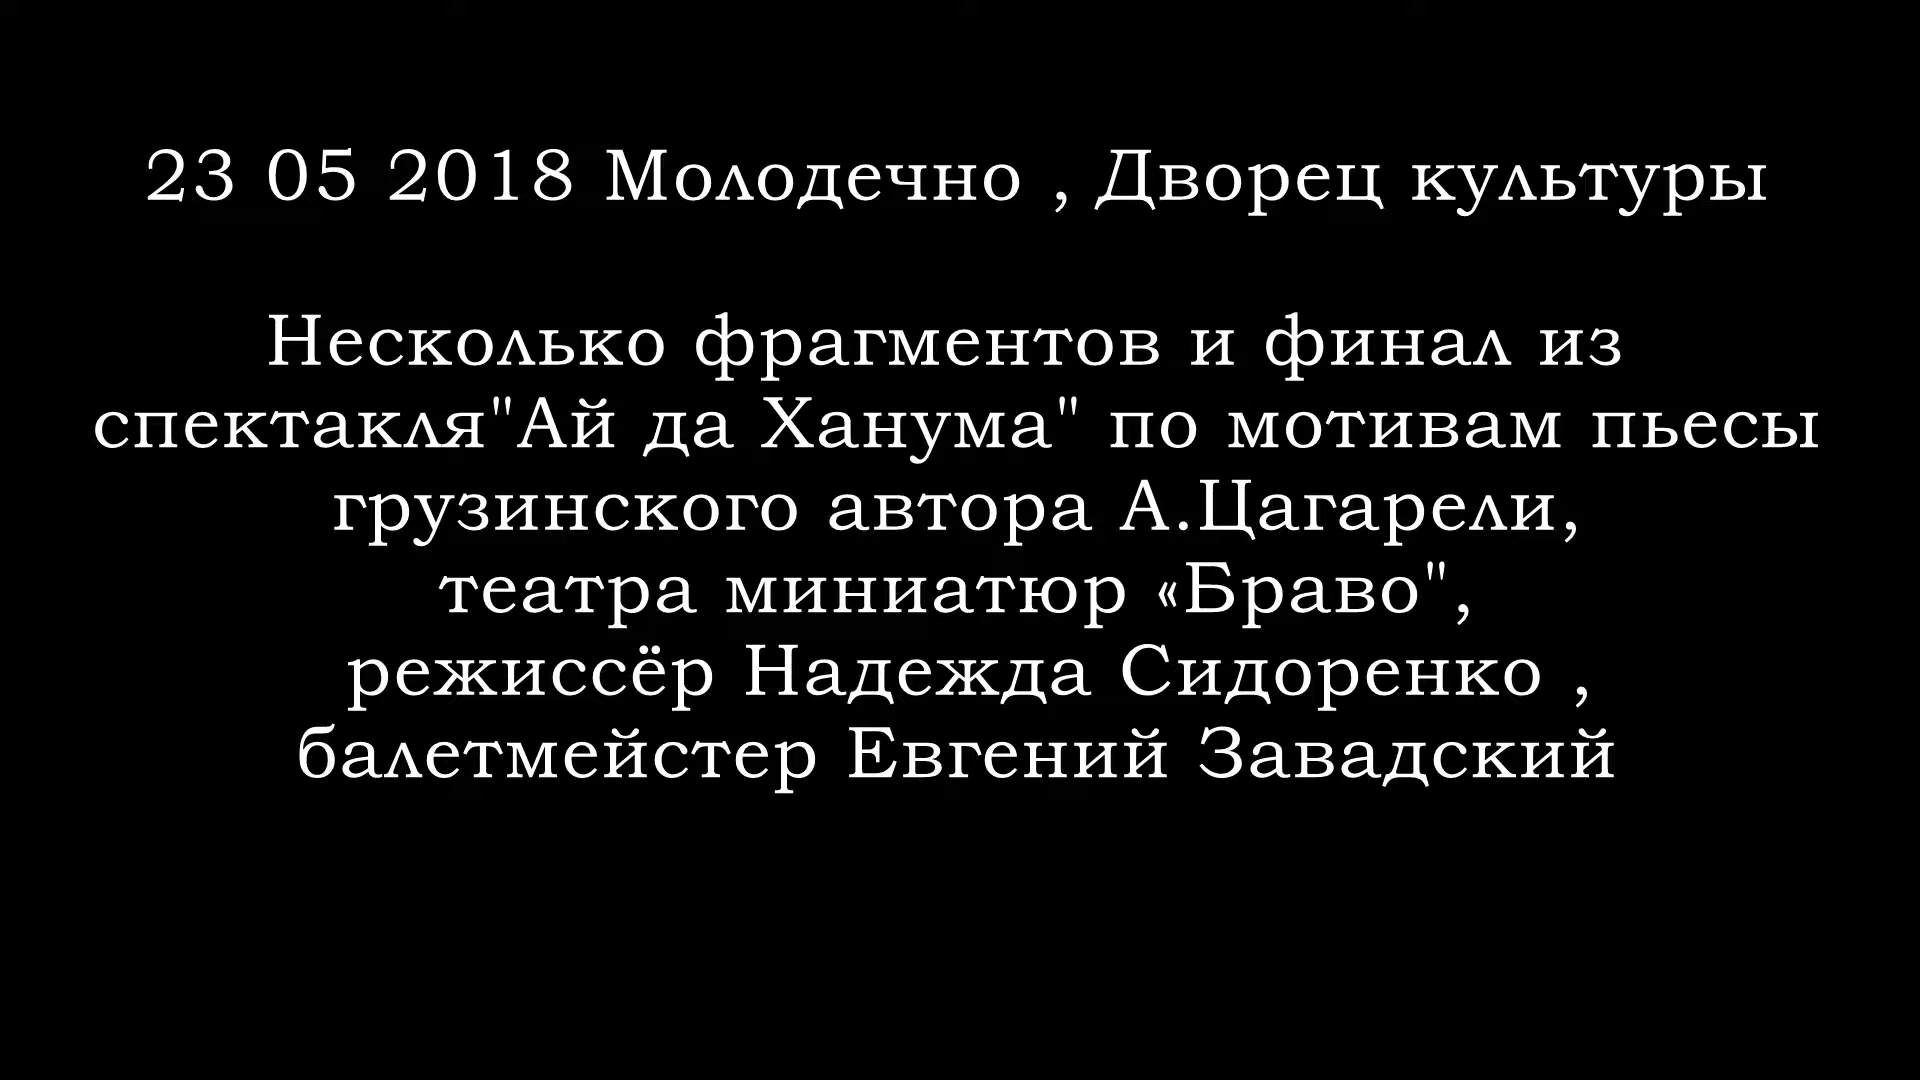 23 05 2018 Молодечно , Дворец культуры
Несколько фрагментов и финал из
спектакля"Ай да Ханума" по мотивам пьесы
грузинского автора А.Цагарели,
театра миниатюр «Браво",
режиссёр Надежда Сидоренко ,
балетмейстер Евгений Завадский